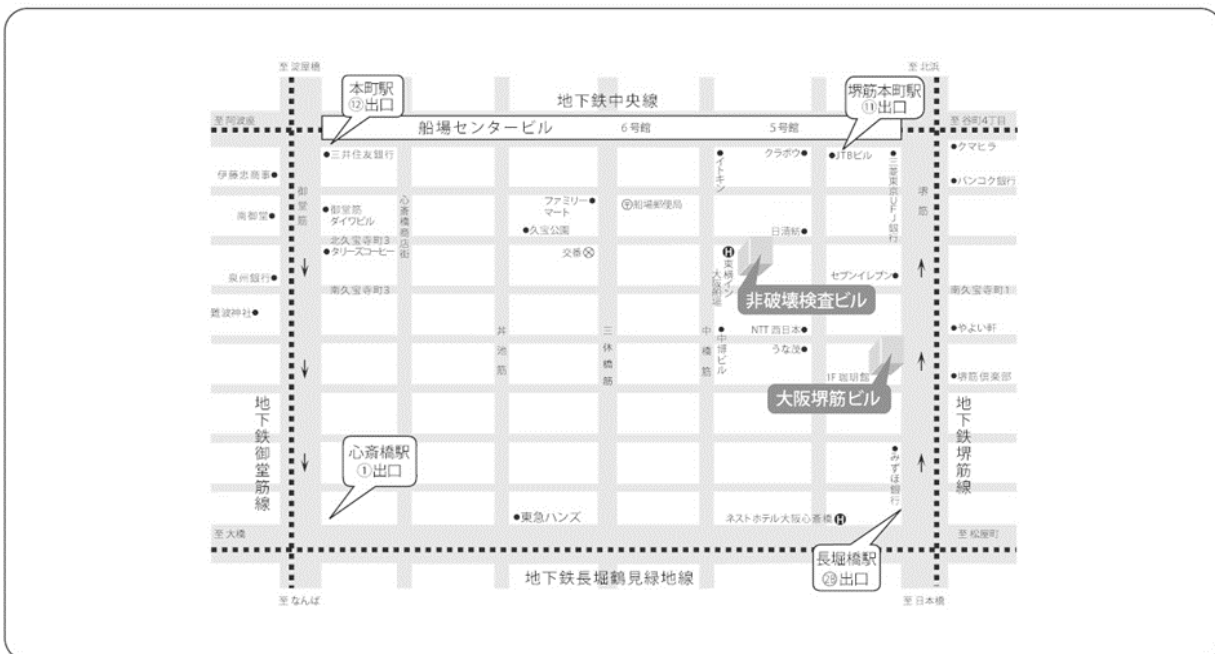 至 淀屋橋
至 北浜
本町駅
⑫出口
地下鉄中央線
堺筋本町駅
⑪出口
至 阿波座
船場センタービル
6号館
5号館
至 谷町4丁目
三井住友銀行
イトキン
クラボウ
JTBビル
三菱東京UFJ銀行
クマヒラ
伊藤忠商事
バンコク銀行
御堂筋
心斎橋商店街
堺筋
南御堂
御堂筋
ダイワビル
ファミリー
マート
船場郵便局
久宝公園
日清紡
北久宝寺町3
タリーズコーヒー
交番
東横イン
大阪船場
泉州銀行
セブンイレブン
南久宝寺町3
南久宝寺町1
非破壊検査ビル
難波神社
丼池筋
三休橋筋
中橋筋
中博ビル
NTT 西日本
うな茂
やよい軒
IF 珈琲館
堺筋倶楽部
大阪堺筋ビル
地下鉄御堂筋線
地下鉄堺筋線
心斎橋駅
①出口
みずほ銀行
東急ハンズ
ネストホテル大阪心斎橋
至 大橋
至 松屋町
長堀橋駅
出口
地下鉄長堀鶴見緑地線
至 なんば
至 日本橋